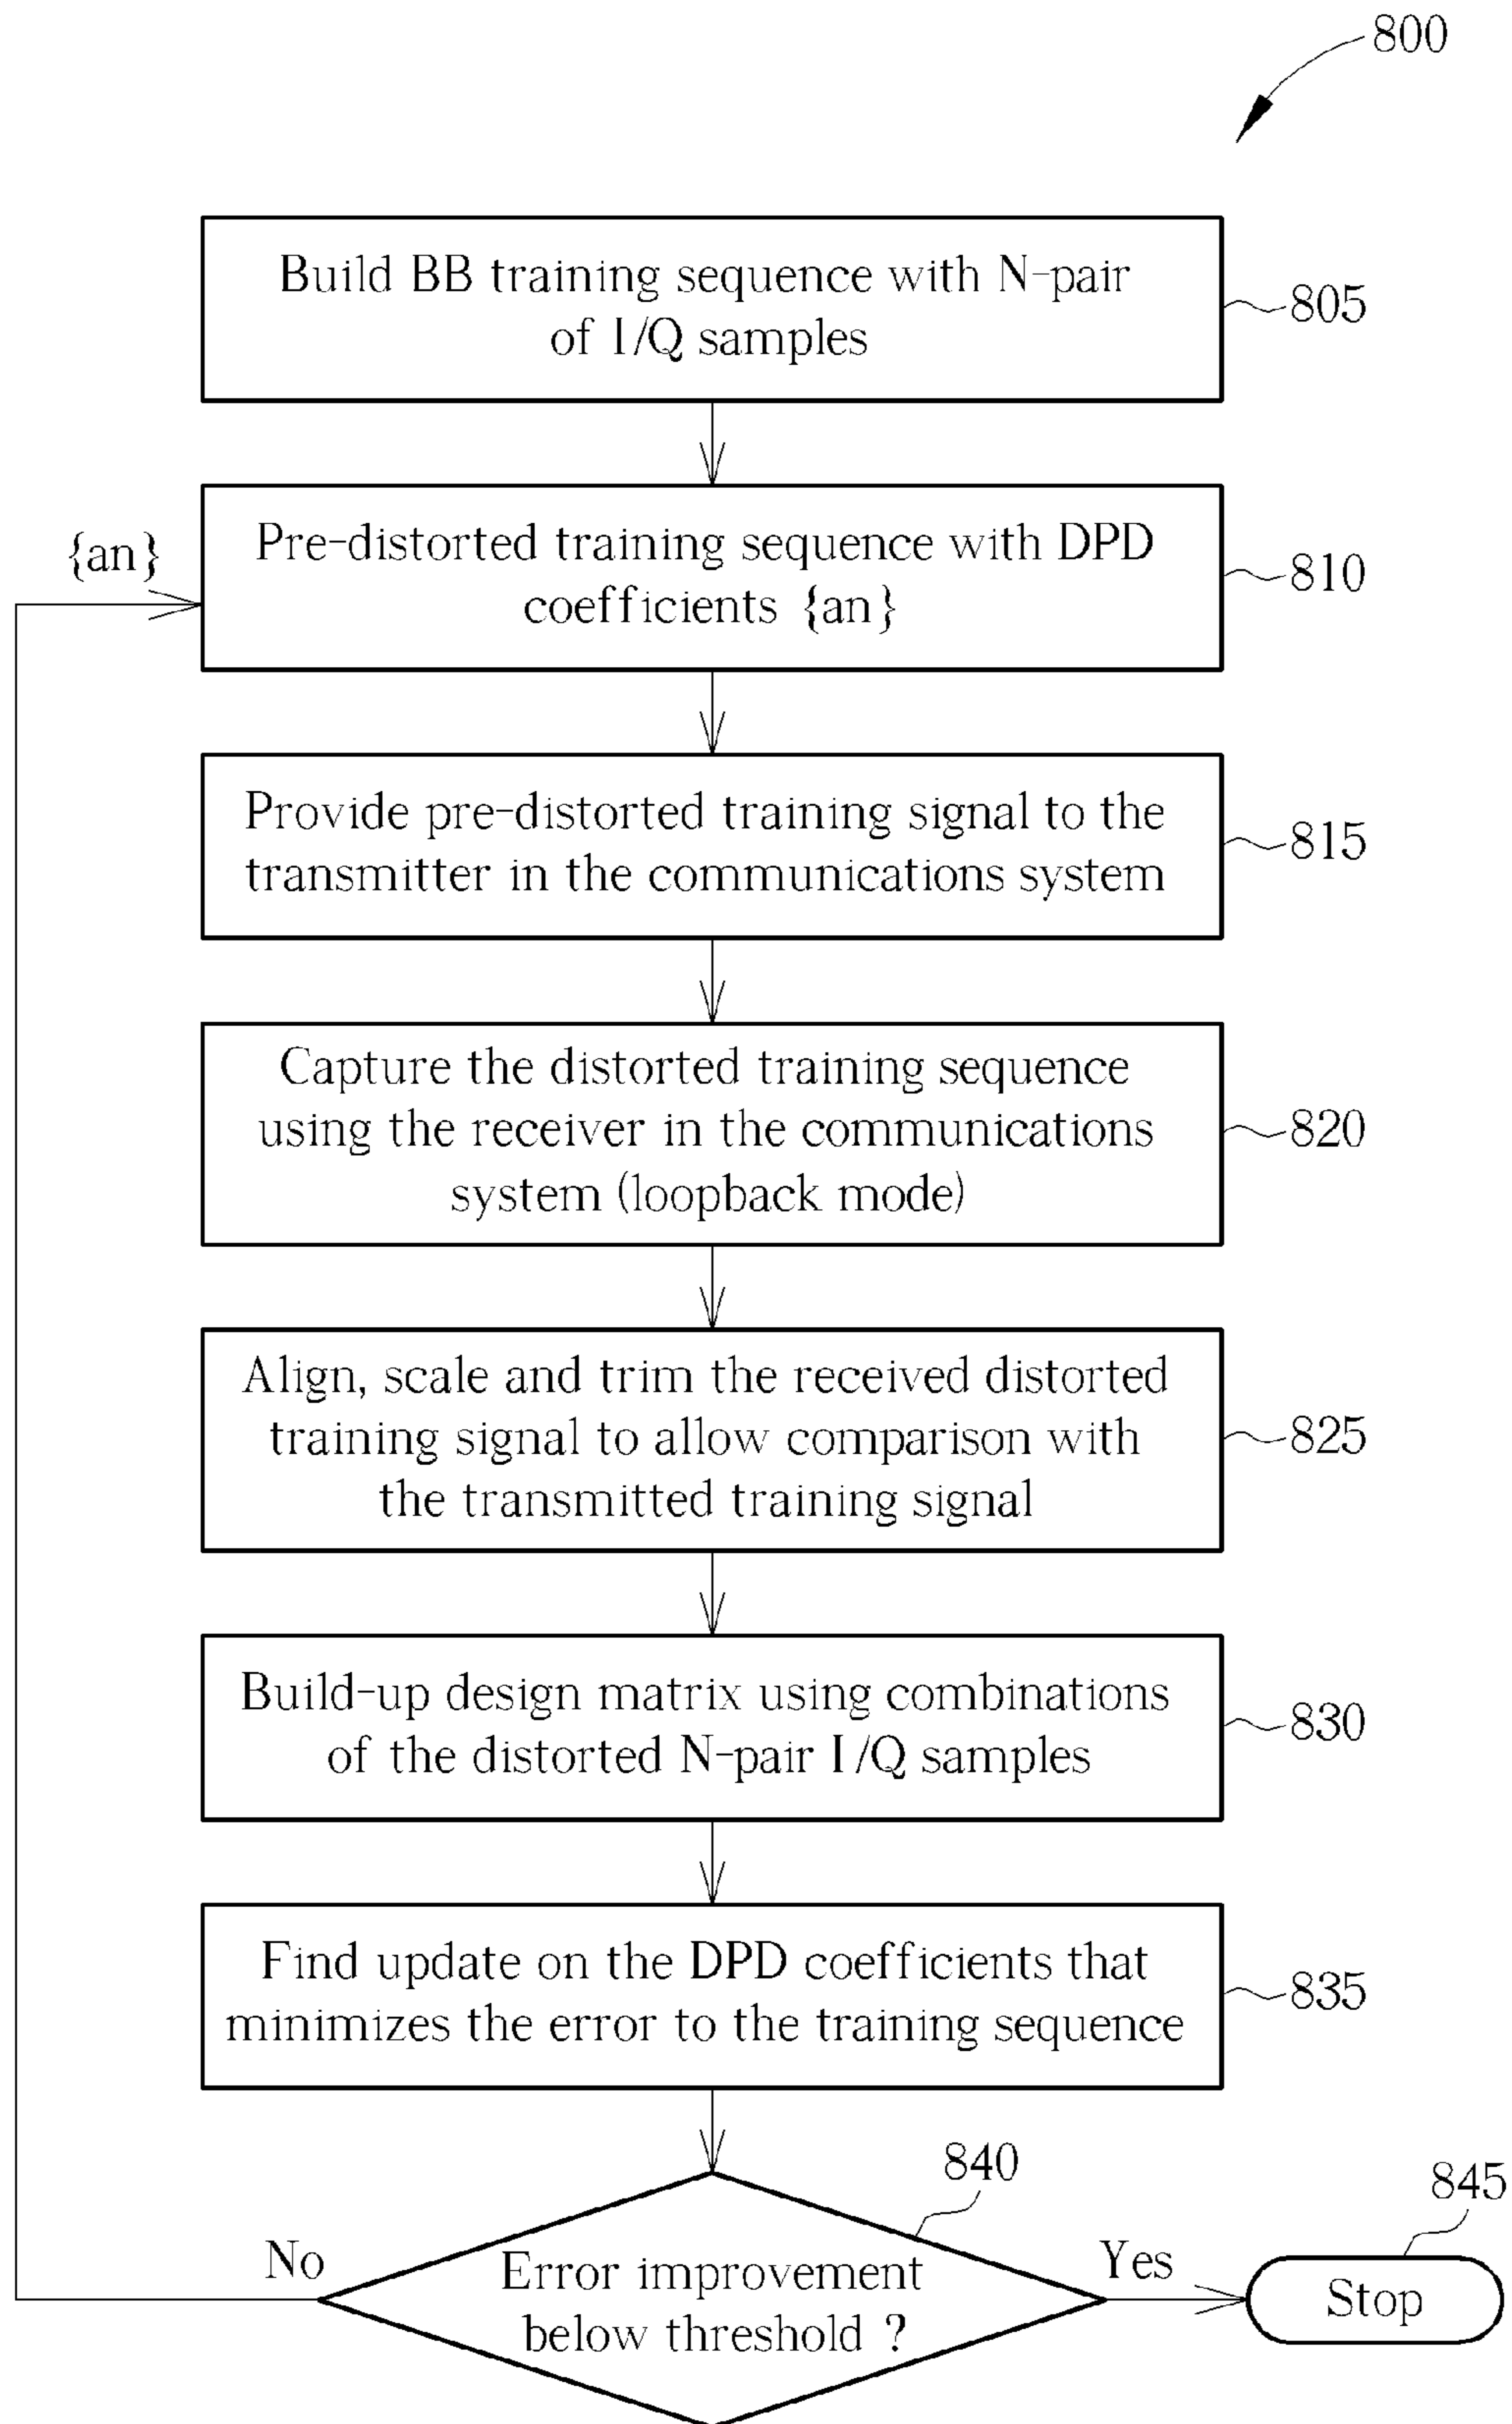 800
Build BB training sequence with N-pair
of I/Q samples
805
{an}
Pre-distorted training sequence with DPD
coefficients {an}
810
Provide pre-distorted training signal to the
transmitter in the communications system
815
Capture the distorted training sequence
using the receiver in the communications
system (loopback mode)
820
Align, scale and trim the received distorted
training signal to allow comparison with
the transmitted training signal
825
Build-up design matrix using combinations
of the distorted N-pair I/Q samples
830
Find update on the DPD coefficients that
minimizes the error to the training sequence
835
840
845
No
Error improvement
below threshold ?
Yes
Stop